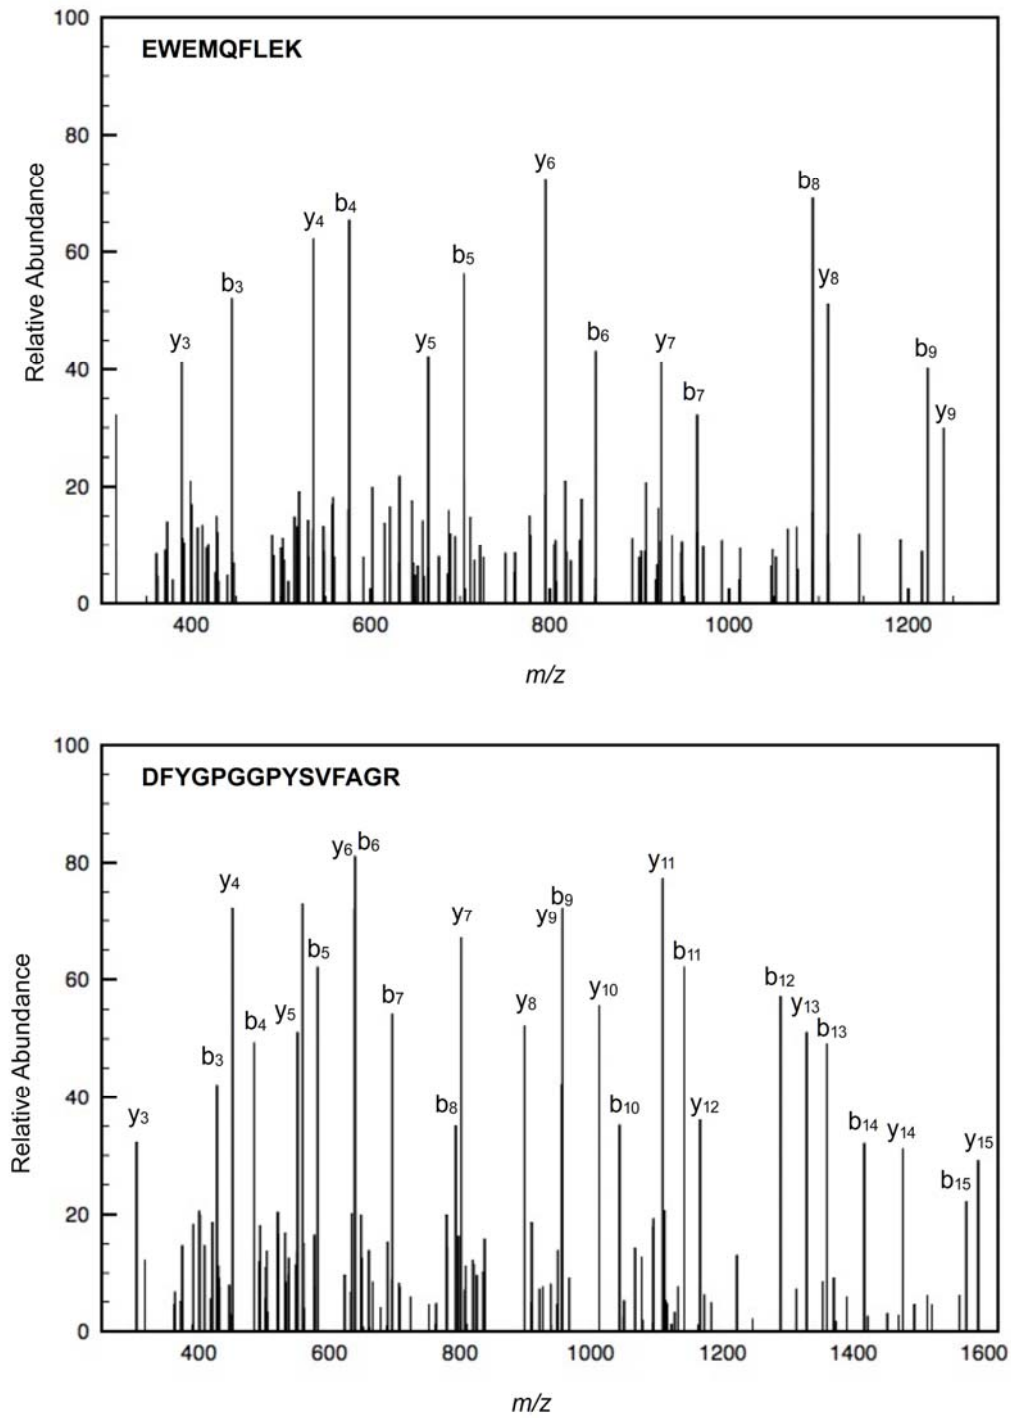 100
EWEMQFLEK
80
y6
b8
y4
b4
60
b5
y8
b3
Relative Abundance
y3
y5
b6
y7
b9
40
b7
y9
20
0
400 600 800 1000 1200
m/z
100
DFYGPGGPYSVFAGR
80
y6 b6
y11
y4
b9
y7
y9
b5
b11
60
b7
y10
b12
y5
y8
y13
b4
b13
Relative Abundance
b3
40
y3
b8
b10
y12
b14
y14
y15
b15
20
0
400 600 800 1000 1200 1400 1600
m/z